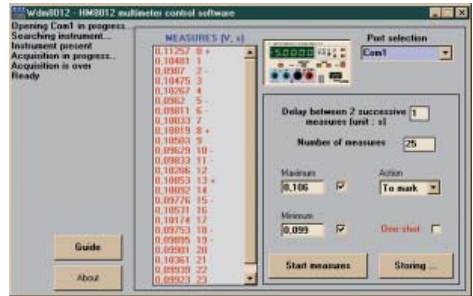 Wdm8012 - HM8012 multimeter control software
Opening Com1 in progress..
Searching instrument...
Instrument present
Acquisition in progress..
Acquisition is over
Ready
MEASURES (V, s)
0,11257 0 +
0,10401 1
0,0987 2 -
0,10475 3
0,10267 4
0,0962 5 -
0,09811 6 -
0,10033 7
0,10819 8 +
0,10503 9
0,09629 10 -
0,09833 11 -
0,10206 12
0,10853 13 +
0,10092 14
0,09776 15 -
0,10531 16
0,10174 17
0,09753 18 -
0,09895 19 -
0,09901 20
0,10361 21
0,09939 22
0,09923 23
Port selection
Com1
Delay between 2 successive
measures (unit : s)
1
Number of measures
25
Maximum
0,106
Action
To mark
Minimum
0,099
One-shot
Start measures
Storing ...
Guide
About